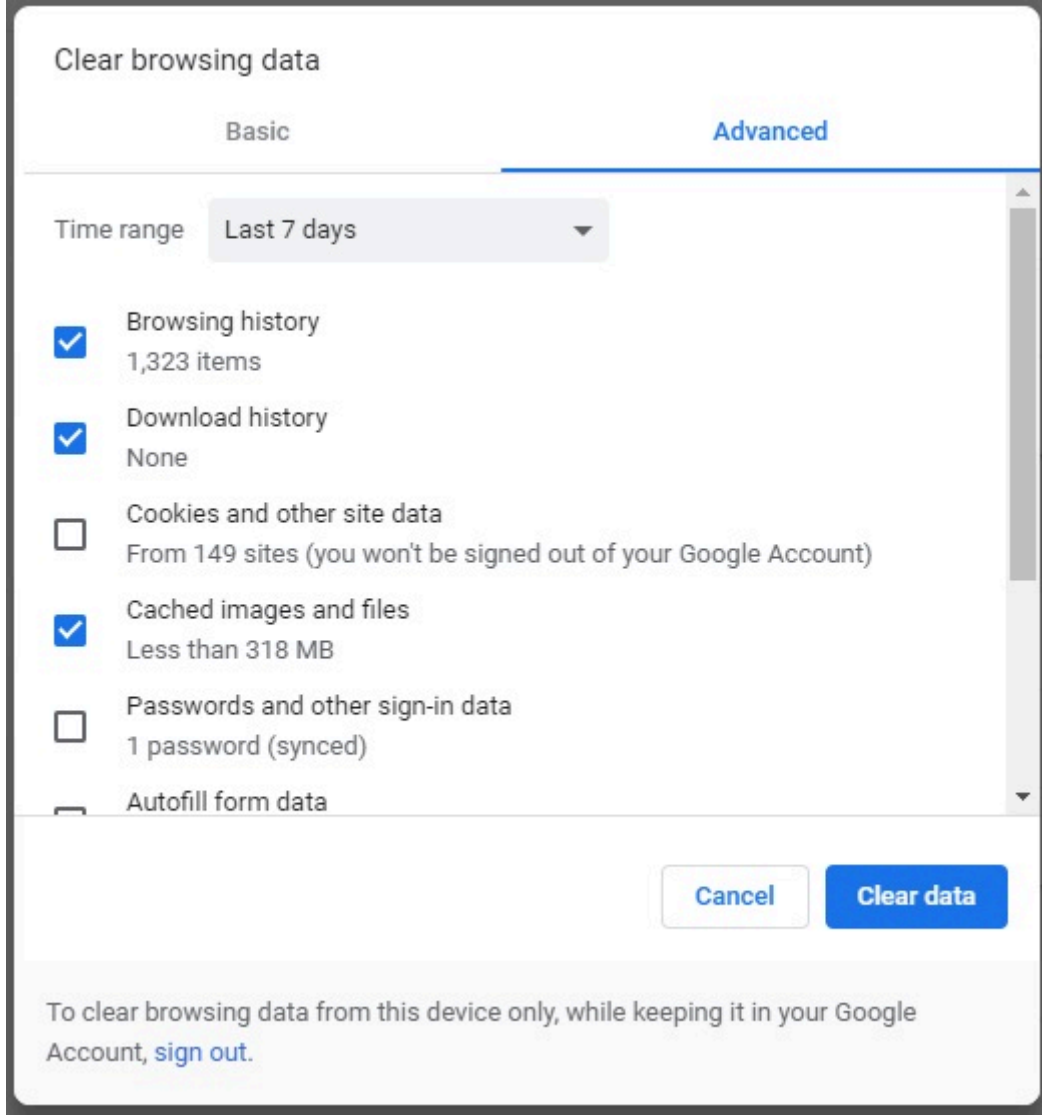 Clear browsing data
Basic
Advanced
Time range
Last 7 days
Browsing history
1,323 items
Download history
None
Cookies and other site data
From 149 sites (you won't be signed out of your Google Account)
Cached images and files
Less than 318 MB
Passwords and other sign-in data
1 password (synced)
Autofill form data
Cancel
Clear data
To clear browsing data from this device only, while keeping it in your Google
Account, sign out.